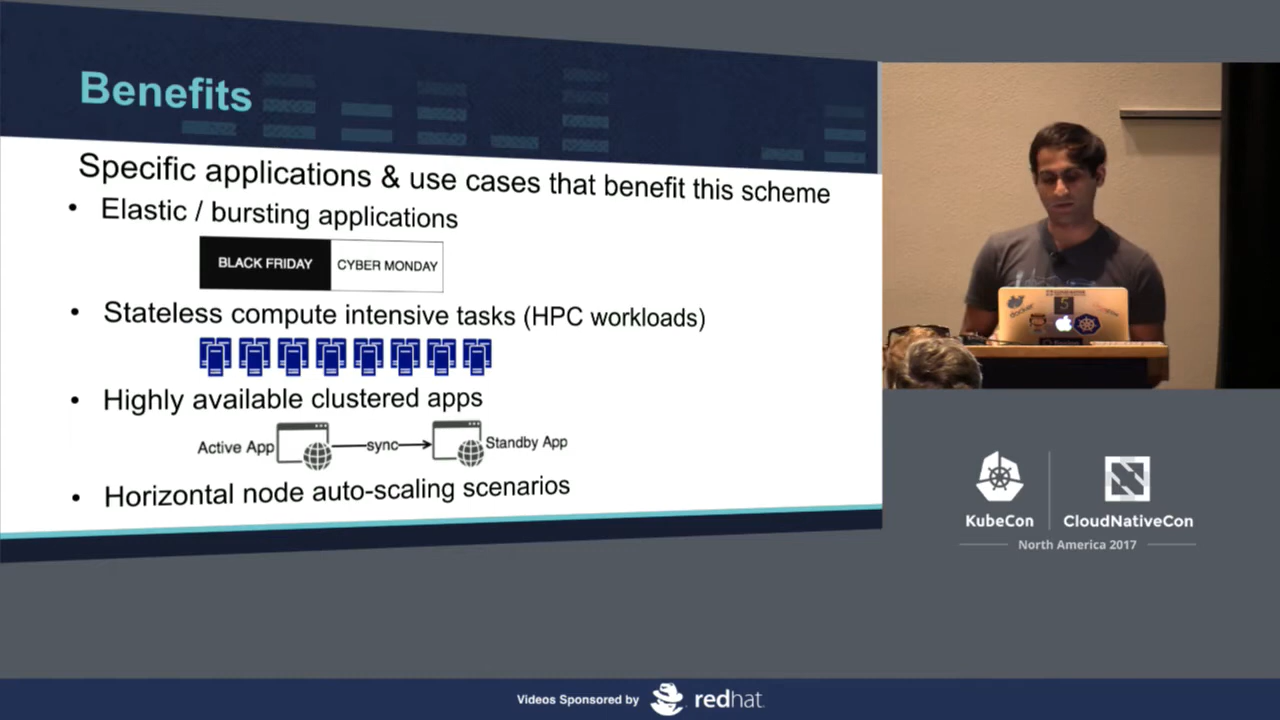 Benefits
Specific applications & use cases that benefit this scheme
• Elastic / bursting applications
BLACK FRIDAY CYBER MONDAY
• Stateless compute intensive tasks (HPC workloads)
• Highly available clustered apps
Active App sync Standby App
• Horizontal node auto-scaling scenarios
docker
KubeCon CloudNativeCon
North America 2017
Videos Sponsored by redhat